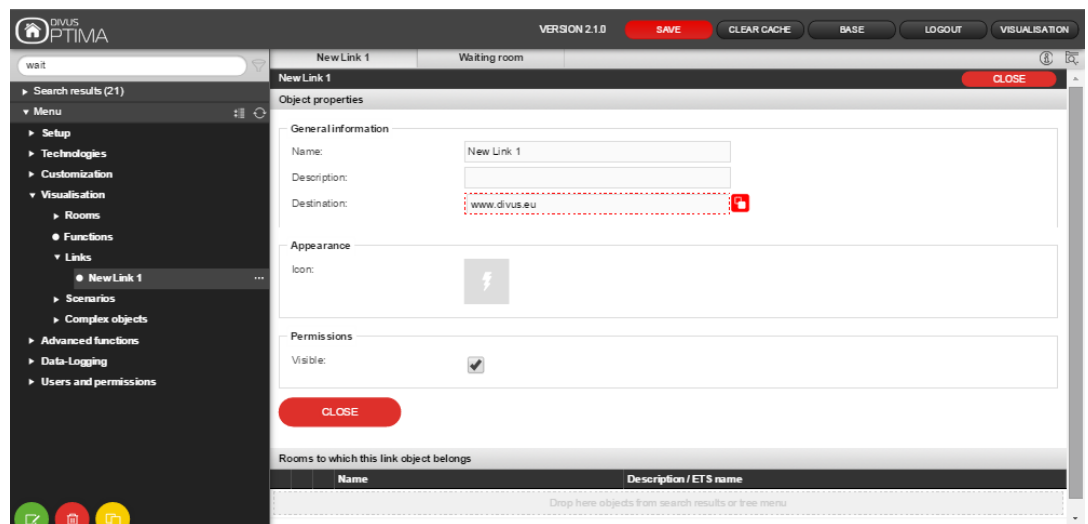 DIVUS
OPTIMA
VERSION 2.1.0
SAVE
CLEAR CACHE
BASE
LOGOUT
VISUALISATION
wait
Search results (21)
Menu
Setup
Technologies
Customization
Visualisation
Rooms
Functions
Links
New Link 1
...
Scenarios
Complex objects
Advanced functions
Data-Logging
Users and permissions
New Link 1
Waiting room
New Link 1
CLOSE
Object properties
General information
Name:
New Link 1
Description:
Destination:
www.divus.eu
Appearance
Icon:
Permissions
Visible:
CLOSE
Rooms to which this link object belongs
Name
Description / ETS name
Drop here objects from search results or tree menu